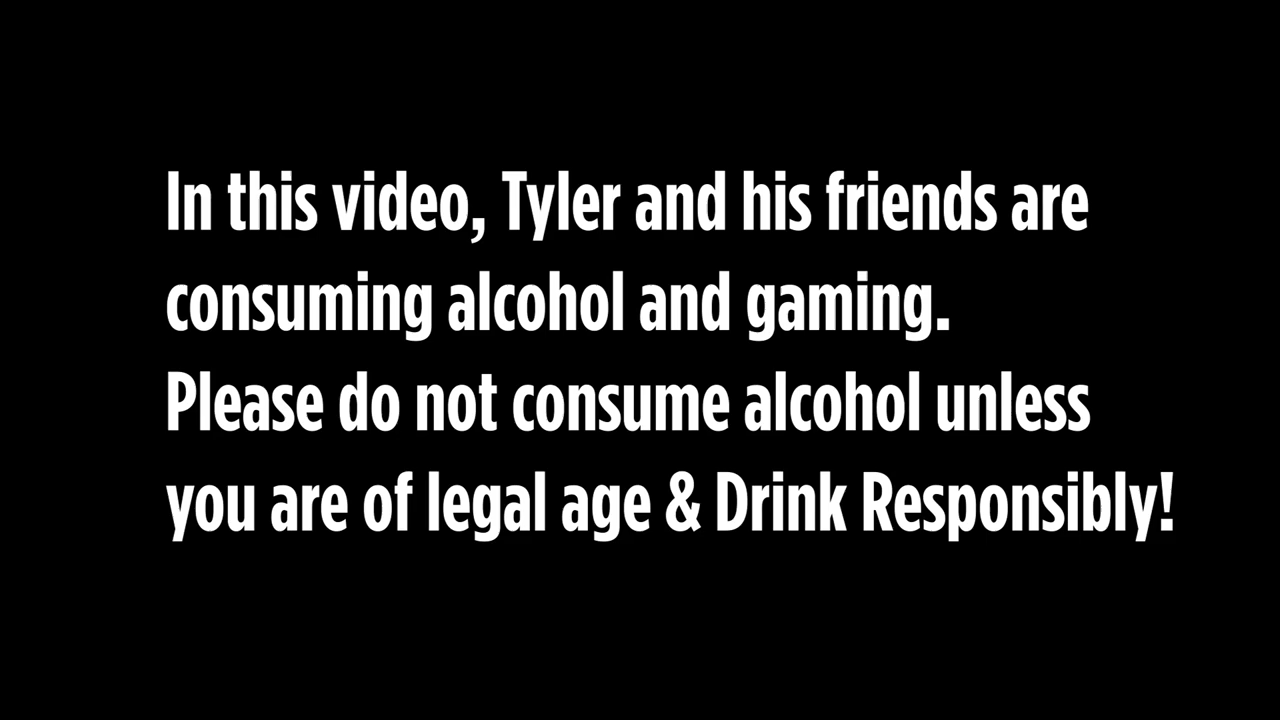 In this video, Tyler and his friends are
consuming alcohol and gaming.
Please do not consume alcohol unless
you are of legal age & Drink Responsibly!